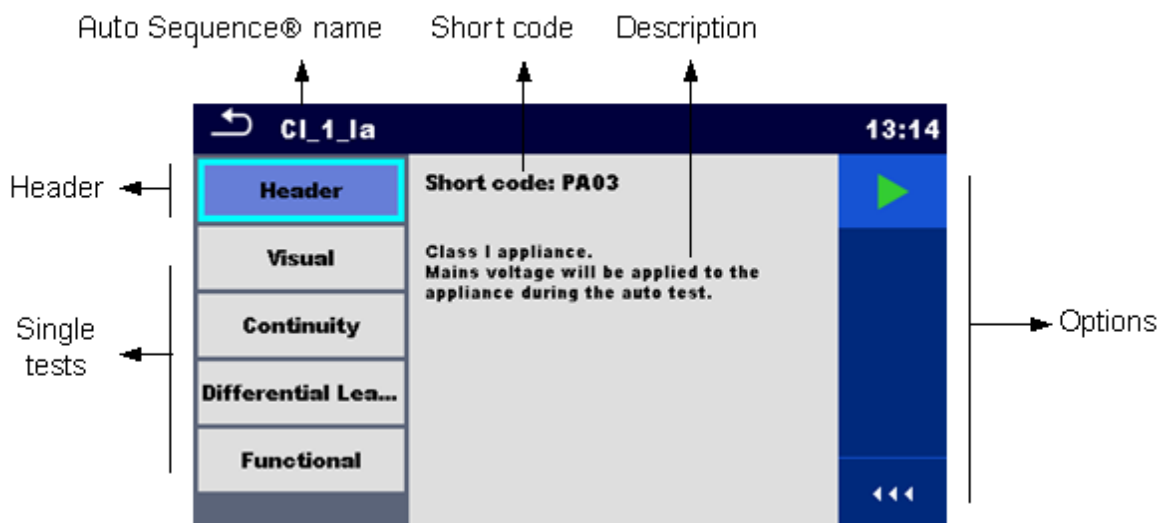 Auto Sequence® name Short code Description
Cl_1_Ia 13:14
Header
Header
Short code: PA03
Visual
Class I appliance.
Mains voltage will be applied to the
appliance during the auto test.
Single
tests
Continuity
Options
Differential Lea...
Functional